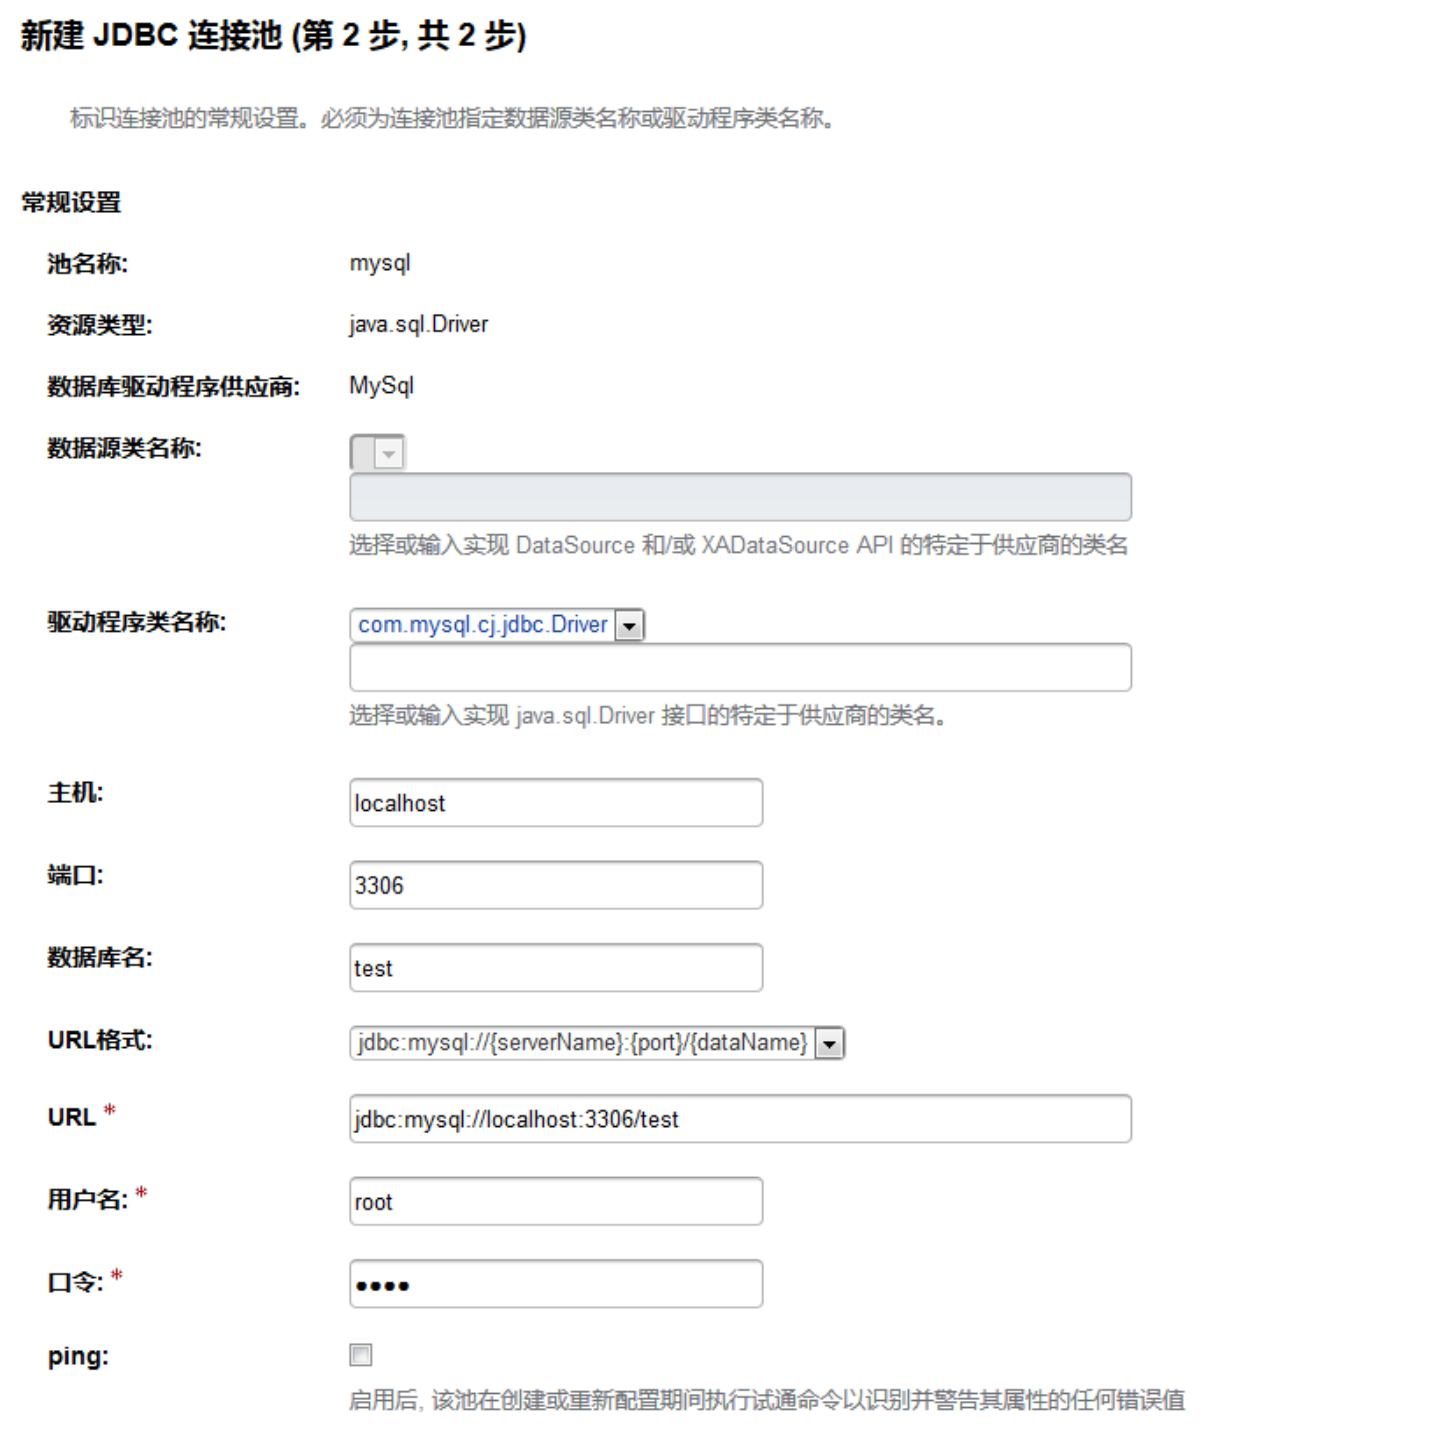 新建 JDBC 连接池 (第 2 步, 共 2 步)
标识连接池的常规设置。必须为连接池指定数据源类名称或驱动程序类名称。
常规设置
池名称: mysql
资源类型: java.sql.Driver
数据库驱动程序供应商: MySql
数据源类名称:
选择或输入实现 DataSource 和/或 XADataSource API 的特定于供应商的类名
驱动程序类名称: com.mysql.cj.jdbc.Driver
选择或输入实现 java.sql.Driver 接口的特定于供应商的类名。
主机: localhost
端口: 3306
数据库名: test
URL格式: jdbc:mysql://{serverName}:{port}/{dataName}
URL * jdbc:mysql://localhost:3306/test
用户名: * root
口令: * ●●●●
ping:
启用后, 该池在创建或重新配置期间执行试通命令以识别并警告其属性的任何错误值